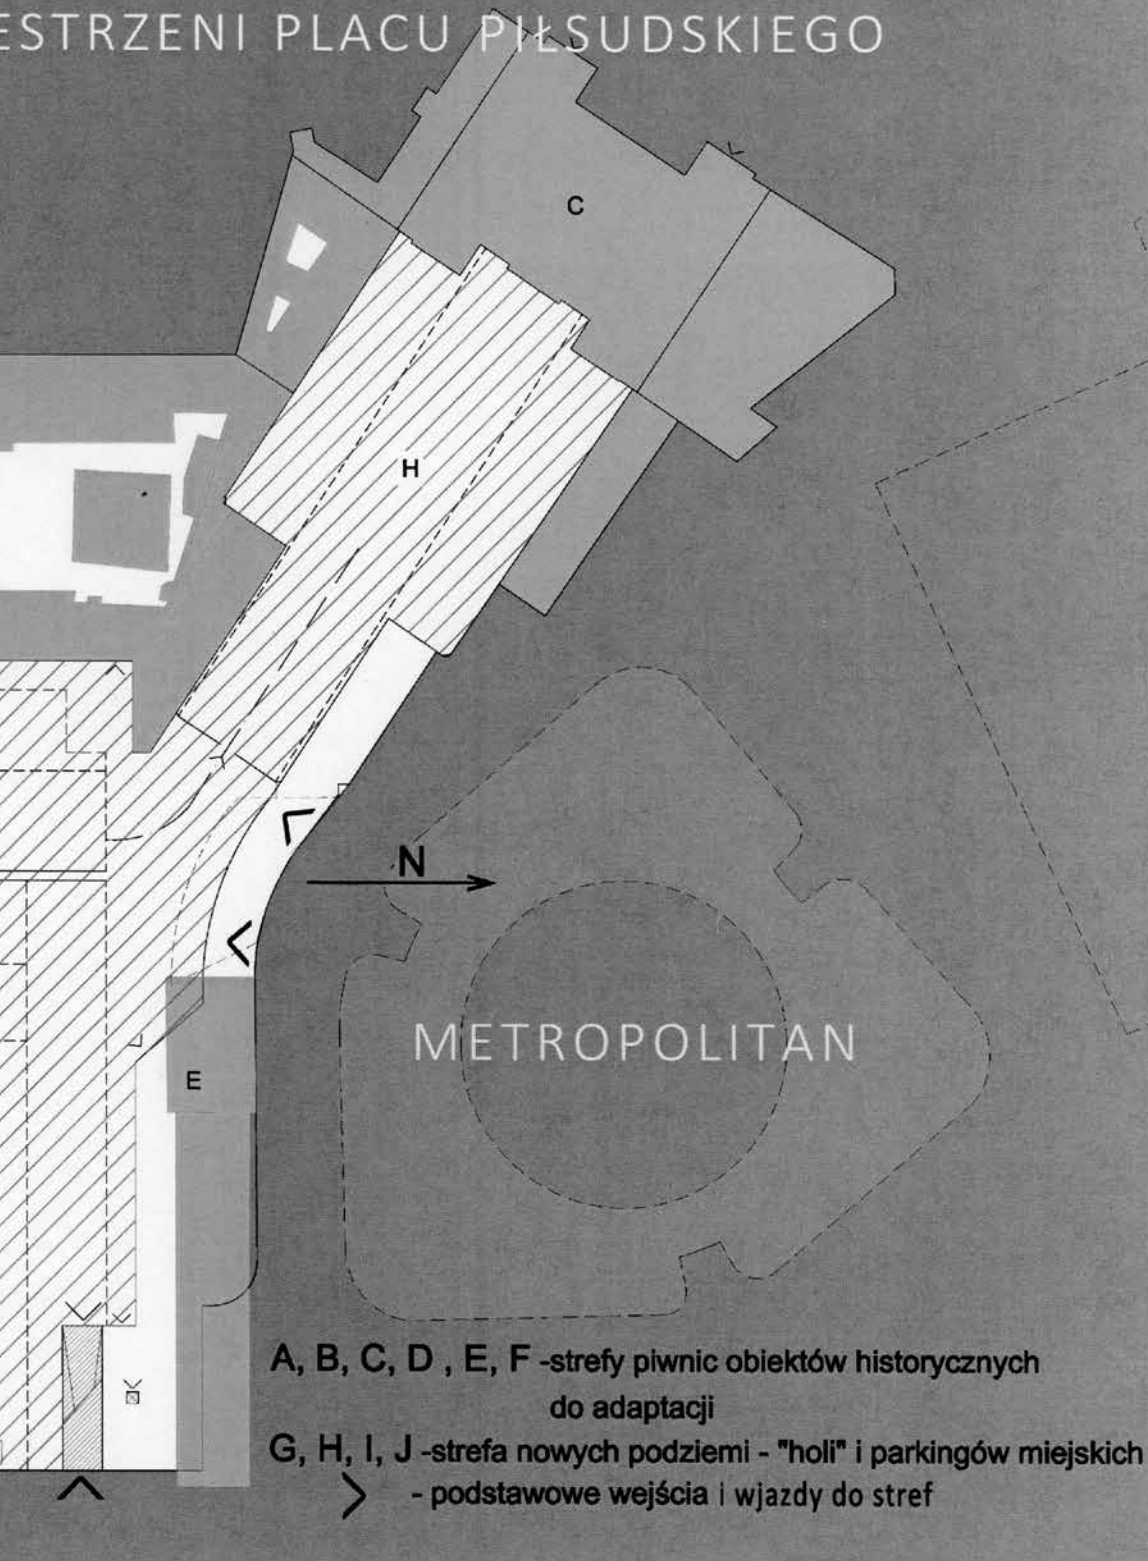 ESTRZENI PLACU PIŁSUDSKIEGO
C
H
N
METROPOLITAN
E
A, B, C, D , E, F -strefy piwnic obiektów historycznych
do adaptacji
G, H, I, J -strefa nowych podziemi - "holi" i parkingów miejskich
- podstawowe wejścia i wjazdy do stref